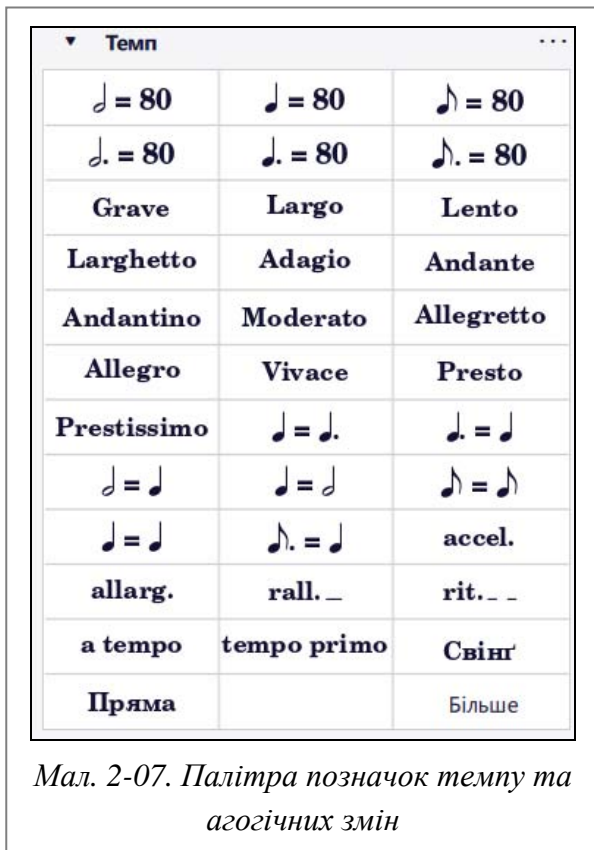 ▼ Темп ...
𝅗𝅥 = 80 ♩ = 80 ♪ = 80
𝅗𝅥. = 80 ♩. = 80 ♪. = 80
Grave Largo Lento
Larghetto Adagio Andante
Andantino Moderato Allegretto
Allegro Vivace Presto
Prestissimo ♩ = ♩. ♩. = ♩
𝅗𝅥 = ♩ ♩ = 𝅗𝅥 ♪ = ♪
♩ = ♩ ♪. = ♩ accel.
allarg. rall. _ rit. _ _
a tempo tempo primo Свінґ
Пряма Більше
Мал. 2-07. Палітра позначок темпу та
агогічних змін